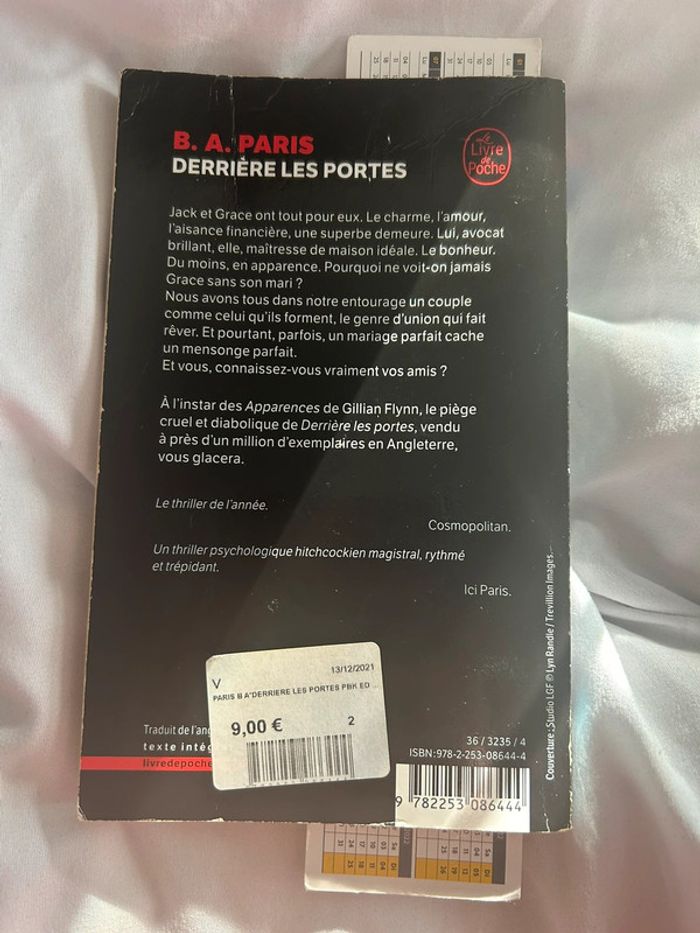 B. A. PARIS
DERRIÈRE LES PORTES
Le
Livre
de
Poche
Jack et Grace ont tout pour eux. Le charme, l'amour,
l'aisance financière, une superbe demeure. Lui, avocat
brillant, elle, maîtresse de maison idéale. Le bonheur.
Du moins, en apparence. Pourquoi ne voit-on jamais
Grace sans son mari ?
Nous avons tous dans notre entourage un couple
comme celui qu'ils forment, le genre d'union qui fait
rêver. Et pourtant, parfois, un mariage parfait cache
un mensonge parfait.
Et vous, connaissez-vous vraiment vos amis ?
À l'instar des Apparences de Gillian Flynn, le piège
cruel et diabolique de Derrière les portes, vendu
à près d'un million d'exemplaires en Angleterre,
vous glacera.
Le thriller de l'année.
Cosmopolitan.
Un thriller psychologique hitchcockien magistral, rythmé
et trépidant.
Ici Paris.
Couverture : Studio LGF © Lyn Randle / Trevillion Images.
13/12/2021
V
PARIS B A*DERRIERE LES PORTES PBK ED ...
9,00 €
2
Traduit de l'ang
texte intég
livredepoche
36 / 3235 / 4
ISBN:978-2-253-08644-4
9 782253 086444